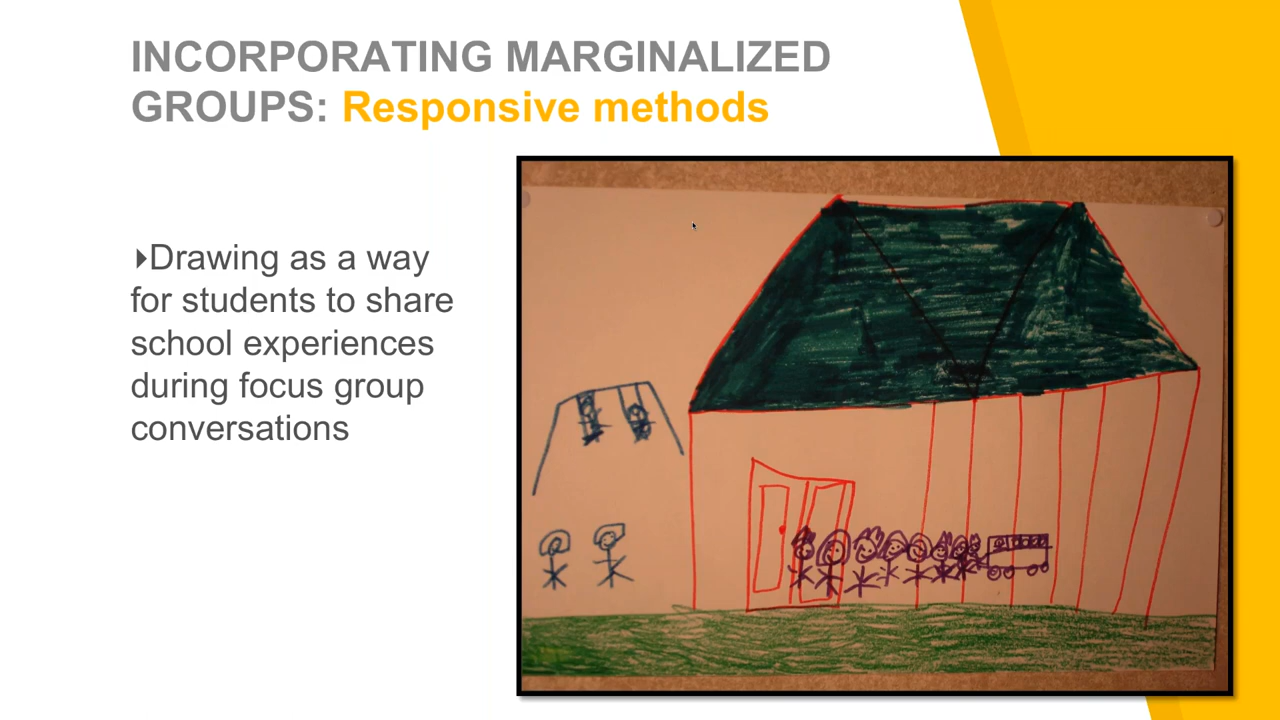 INCORPORATING MARGINALIZED
GROUPS: Responsive methods
Drawing as a way
for students to share
school experiences
during focus group
conversations